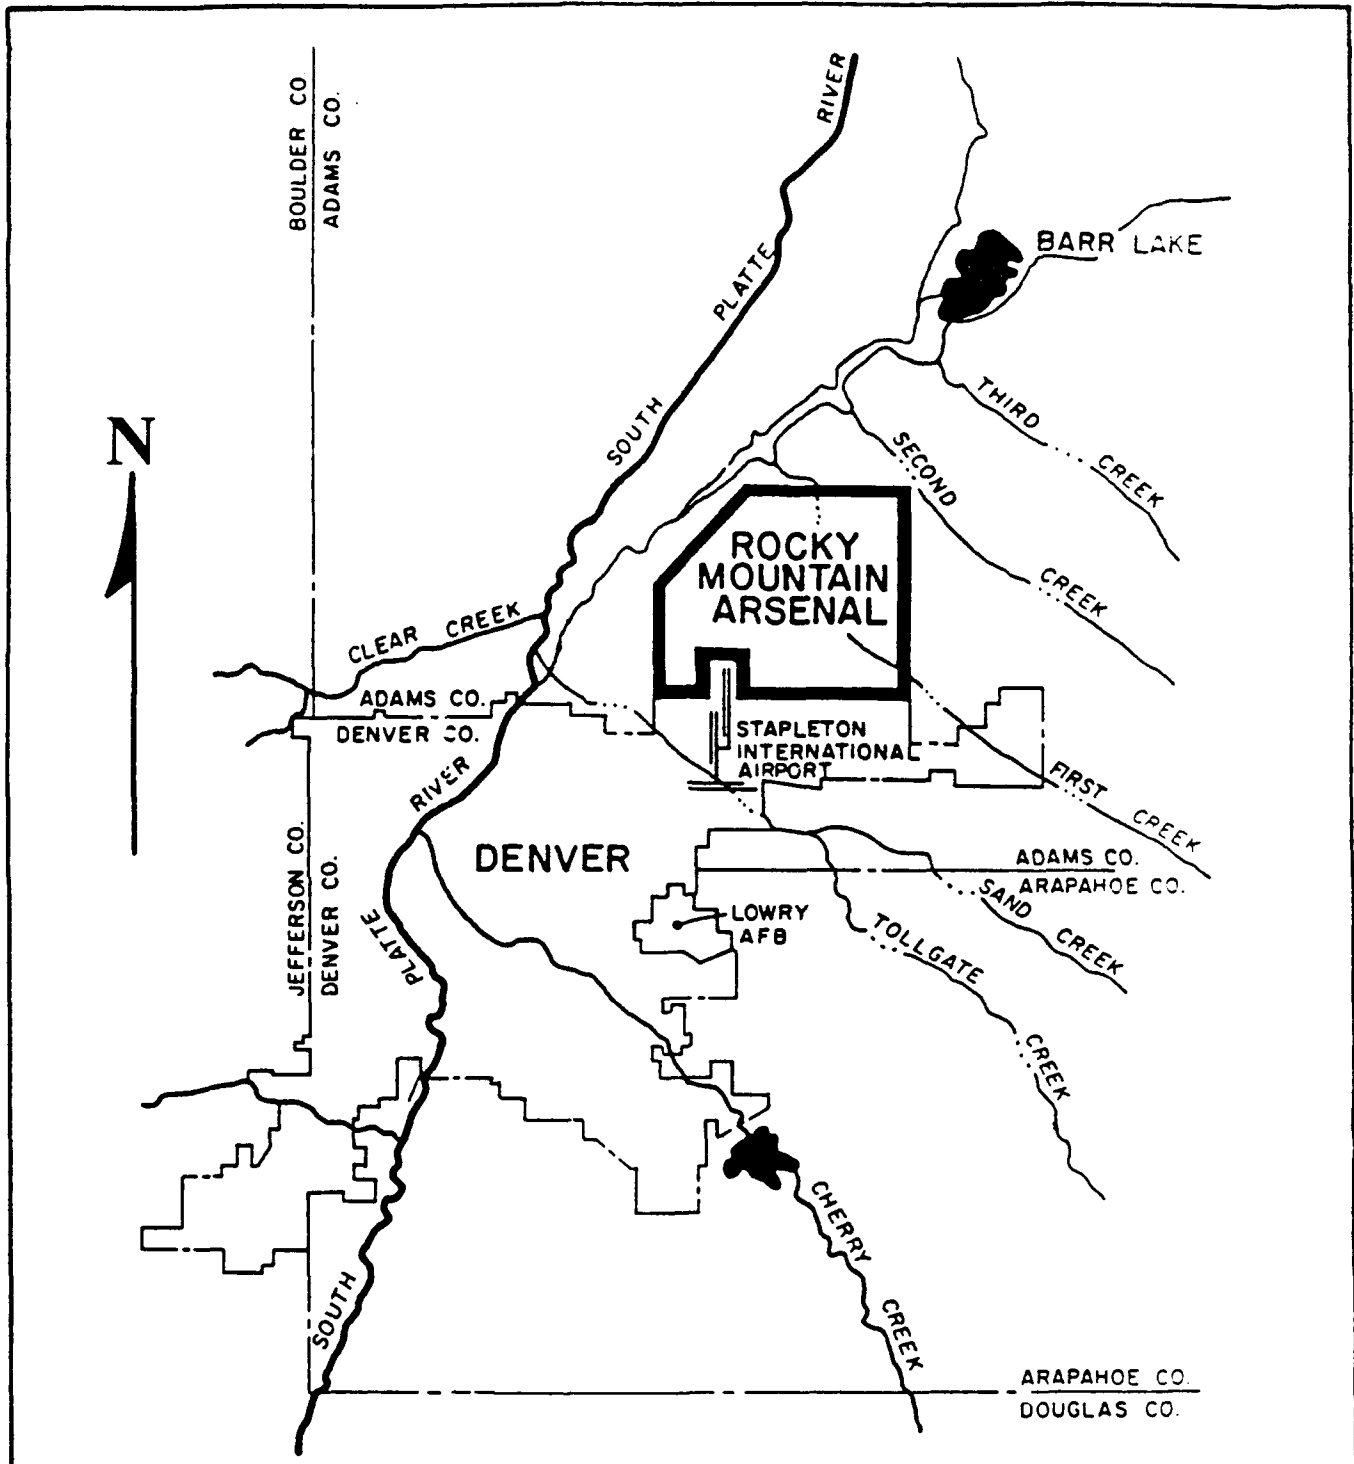 BOULDER CO
ADAMS CO.
RIVER
PLATTE
SOUTH
BARR LAKE
THIRD
CREEK
SECOND
CREEK
N
ROCKY
MOUNTAIN
ARSENAL
CLEAR CREEK
ADAMS CO.
DENVER CO.
STAPLETON
INTERNATIONAL
AIRPORT
FIRST
CREEK
RIVER
PLATTE
SOUTH
JEFFERSON CO.
DENVER CO.
DENVER
ADAMS CO.
ARAPAHOE CO.
LOWRY
AFB
SAND
CREEK
TOLLGATE
CREEK
CHERRY
CREEK
ARAPAHOE CO.
DOUGLAS CO.